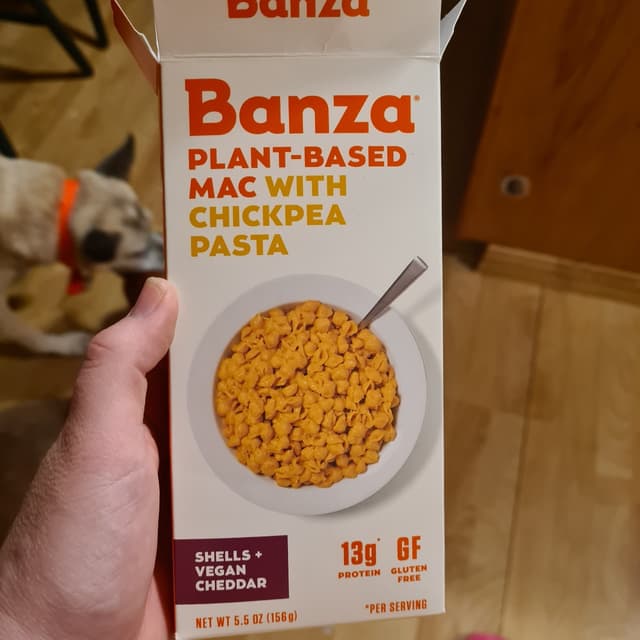 Banza
Banza®
PLANT-BASED
MAC WITH
CHICKPEA
PASTA
SHELLS +
VEGAN
CHEDDAR
13g* GF
PROTEIN GLUTEN
FREE
NET WT 5.5 OZ (156g)
*PER SERVING